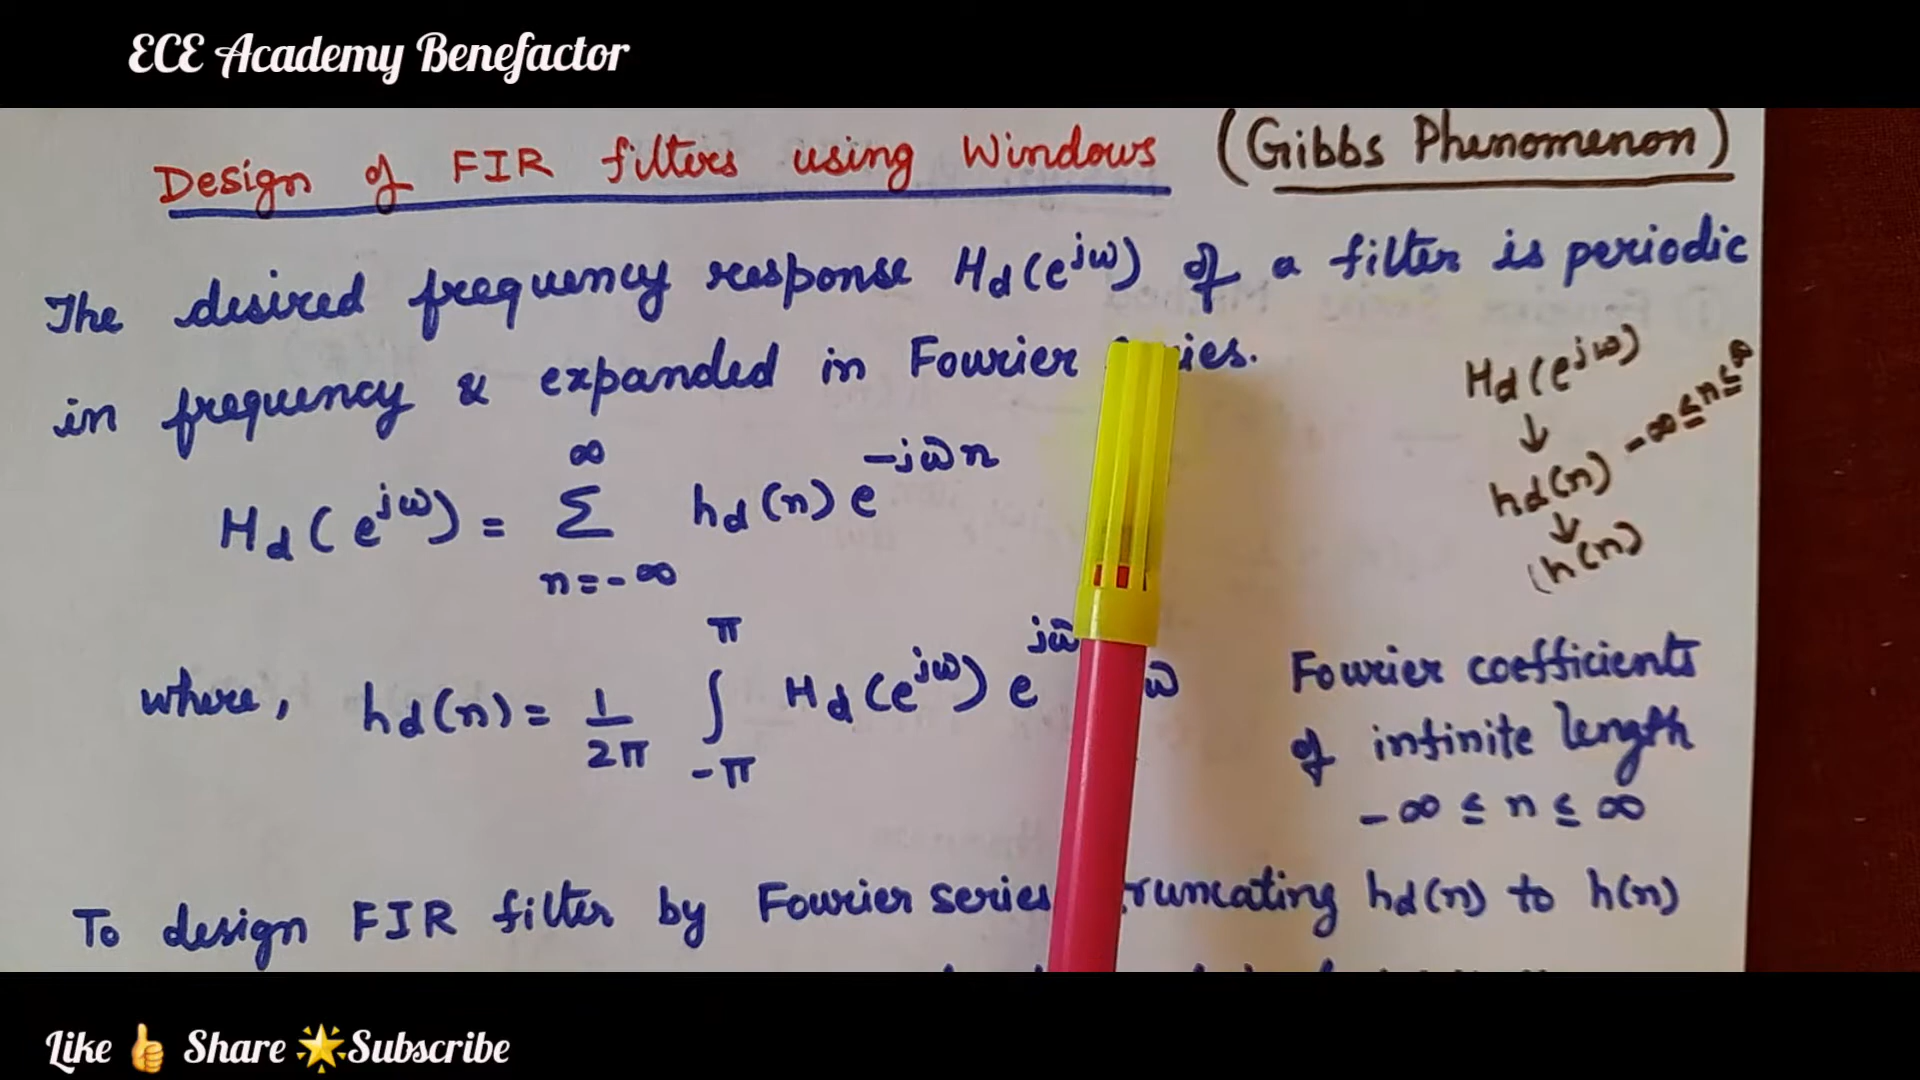 ECE Academy Benefactor
Design of FIR filters using Windows (Gibbs Phenomenon)
The desired frequency response Hd(e^jω) of a filter is periodic
in frequency & expanded in Fourier
Hd(e^jω)
↓
hd(n) -∞≤n≤∞
↓
(h(n)
Hd(e^jω) = ∞ Σ n=-∞ hd(n) e^-jωn
where, hd(n) = 1/2π ∫ π -π Hd(e^jω) e^jω ω
Fourier coefficients
of infinite length
-∞ ≤ n ≤ ∞
To design FIR filter by Fourier series truncating hd(n) to h(n)
Like 👍 Share 🌟Subscribe